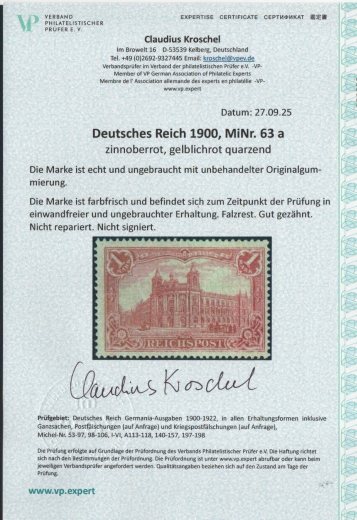 VERBAND
PHILATELISTISCHER
PRÜFER E. V.
EXPERTISE CERTIFICATE СЕРТИФИКАТ 鑑定書
Claudius Kroschel
Im Browelt 16 D-53539 Kelberg, Deutschland
Tel. +49 (0)2692-9327445 Email: kroschel@vpev.de
Verbandsprüfer im Verband der philatelistischen Prüfer e.V. -VP-
Member of VP German Association of Philatelic Experts
Membre de l' Association allemande des experts en philatélie -VP-
www.vp.expert
Datum: 27.09.25
Deutsches Reich 1900, MiNr. 63 a
zinnoberrot, gelblichrot quarzend
Die Marke ist echt und ungebraucht mit unbehandelter Originalgum-
mierung.
Die Marke ist farbfrisch und befindet sich zum Zeitpunkt der Prüfung in
einwandfreier und ungebrauchter Erhaltung. Falzrest. Gut gezähnt.
Nicht repariert. Nicht signiert.
1 M 1 M
REICHSPOST
Claudius Kroschel
Prüfgebiet: Deutsches Reich Germania-Ausgaben 1900-1922, in allen Erhaltungsformen inklusive
Ganzsachen, Postfälschungen (auf Anfrage) und Kriegspostfälschungen (auf Anfrage),
Michel-Nr. 53-97, 98-106, I-VI, A113-118, 140-157, 197-198
Die Prüfung erfolgte auf Grundlage der Prüfordnung des Verbands Philatelistischer Prüfer e.V. Die Haftung richtet
sich nach den Bestimmungen der Prüfordnung. Die Prüfordnung ist unter www.vp.expert abrufbar oder kann beim
jeweiligen Verbandsprüfer angefordert werden. Qualitätsangaben beziehen sich auf den Zustand am Tage der
Prüfung.
www.vp.expert